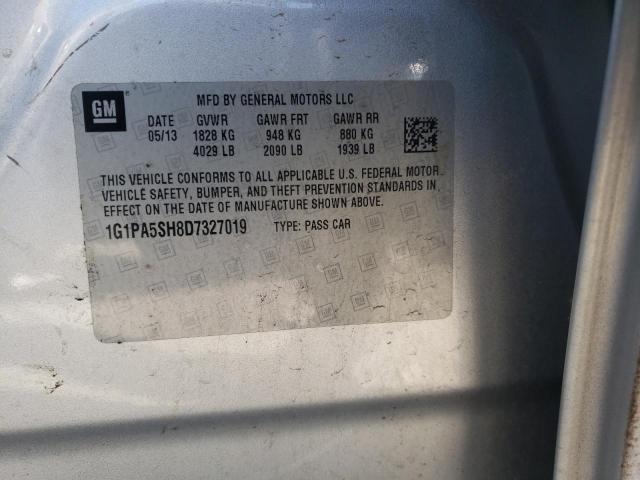 GM
MFD BY GENERAL MOTORS LLC
DATE GVWR GAWR FRT GAWR RR
05/13 1828 KG 948 KG 880 KG
4029 LB 2090 LB 1939 LB
THIS VEHICLE CONFORMS TO ALL APPLICABLE U.S. FEDERAL MOTOR
VEHICLE SAFETY, BUMPER, AND THEFT PREVENTION STANDARDS IN
EFFECT ON THE DATE OF MANUFACTURE SHOWN ABOVE.
1G1PA5SH8D7327019 TYPE: PASS CAR